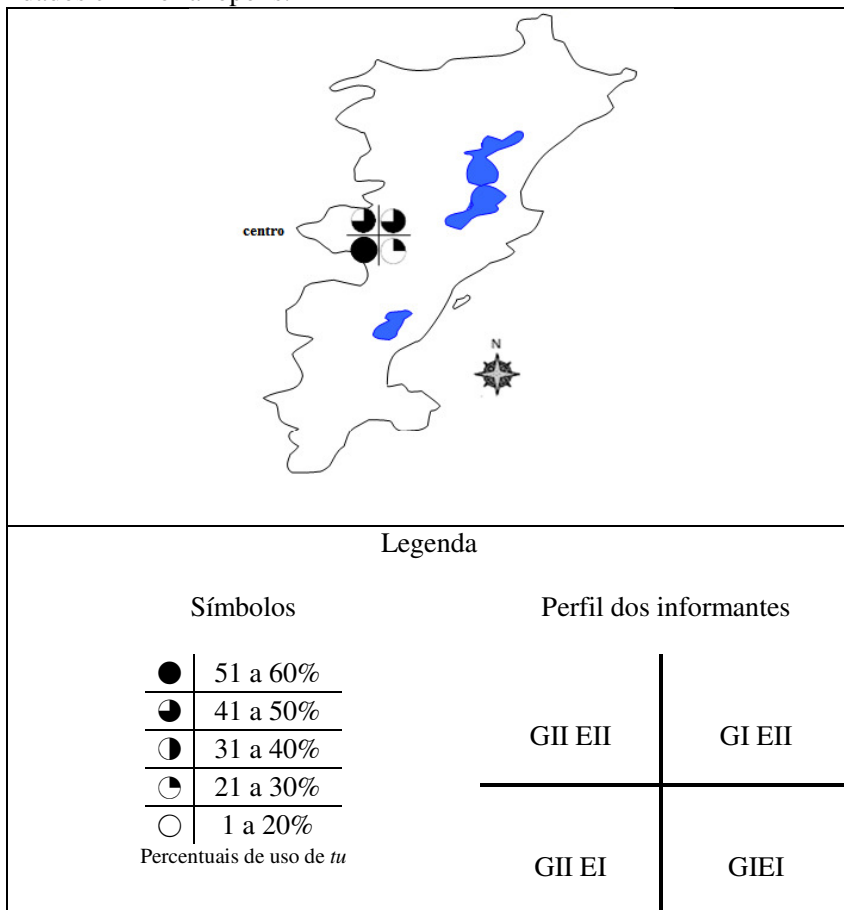 centro
N
Legenda
Símbolos
Perfil dos informantes
51 a 60%
41 a 50%
31 a 40%
21 a 30%
1 a 20%
Percentuais de uso de tu
GII EII
GI EII
GII EI
GIEI